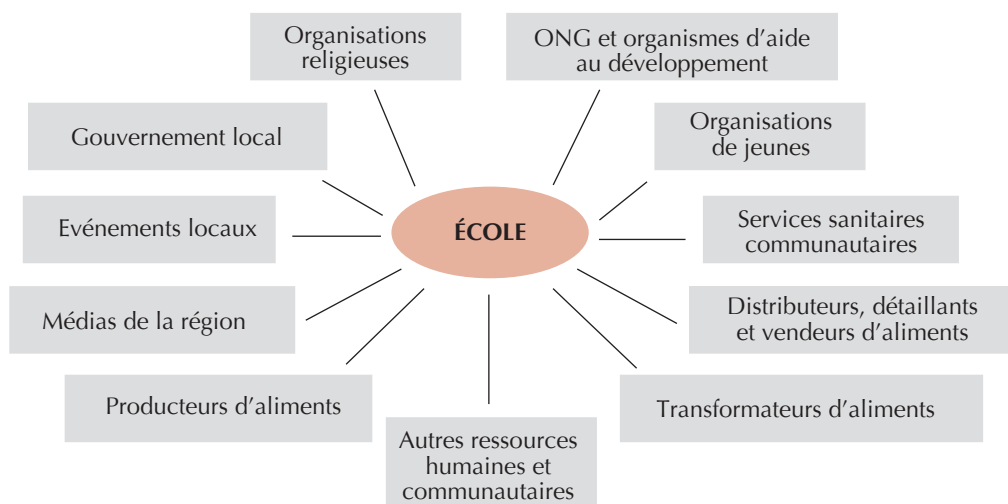 Organisations
religieuses
ONG et organismes d’aide
au développement
Gouvernement local
Organisations
de jeunes
Evénements locaux
ÉCOLE
Services sanitaires
communautaires
Médias de la région
Distributeurs, détaillants
et vendeurs d’aliments
Producteurs d’aliments
Autres ressources
humaines et
communautaires
Transformateurs d’aliments